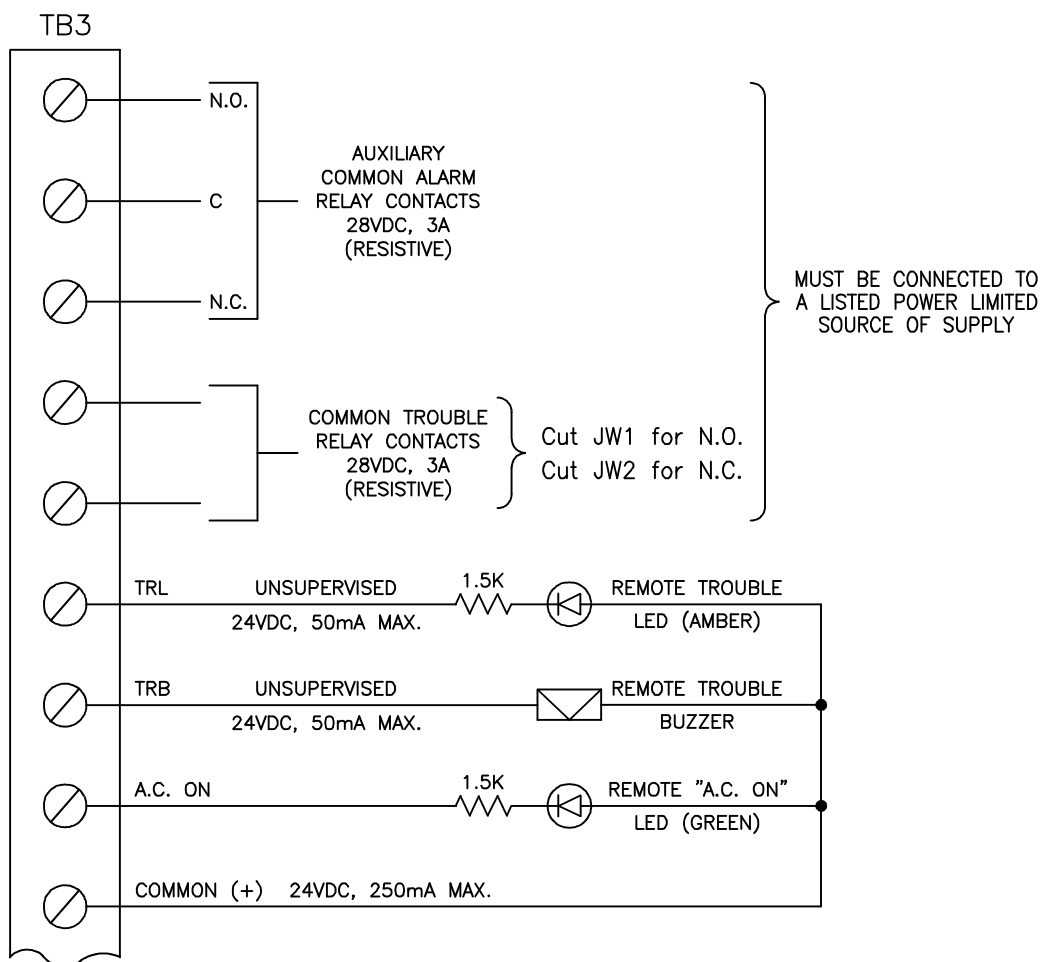 TB3
N.O.
C
N.C.
AUXILIARY
COMMON ALARM
RELAY CONTACTS
28VDC, 3A
(RESISTIVE)
MUST BE CONNECTED TO
A LISTED POWER LIMITED
SOURCE OF SUPPLY
COMMON TROUBLE
RELAY CONTACTS
28VDC, 3A
(RESISTIVE)
Cut JW1 for N.O.
Cut JW2 for N.C.
TRL UNSUPERVISED 1.5K REMOTE TROUBLE
24VDC, 50mA MAX. LED (AMBER)
TRB UNSUPERVISED REMOTE TROUBLE
24VDC, 50mA MAX. BUZZER
A.C. ON 1.5K REMOTE "A.C. ON"
LED (GREEN)
COMMON (+) 24VDC, 250mA MAX.